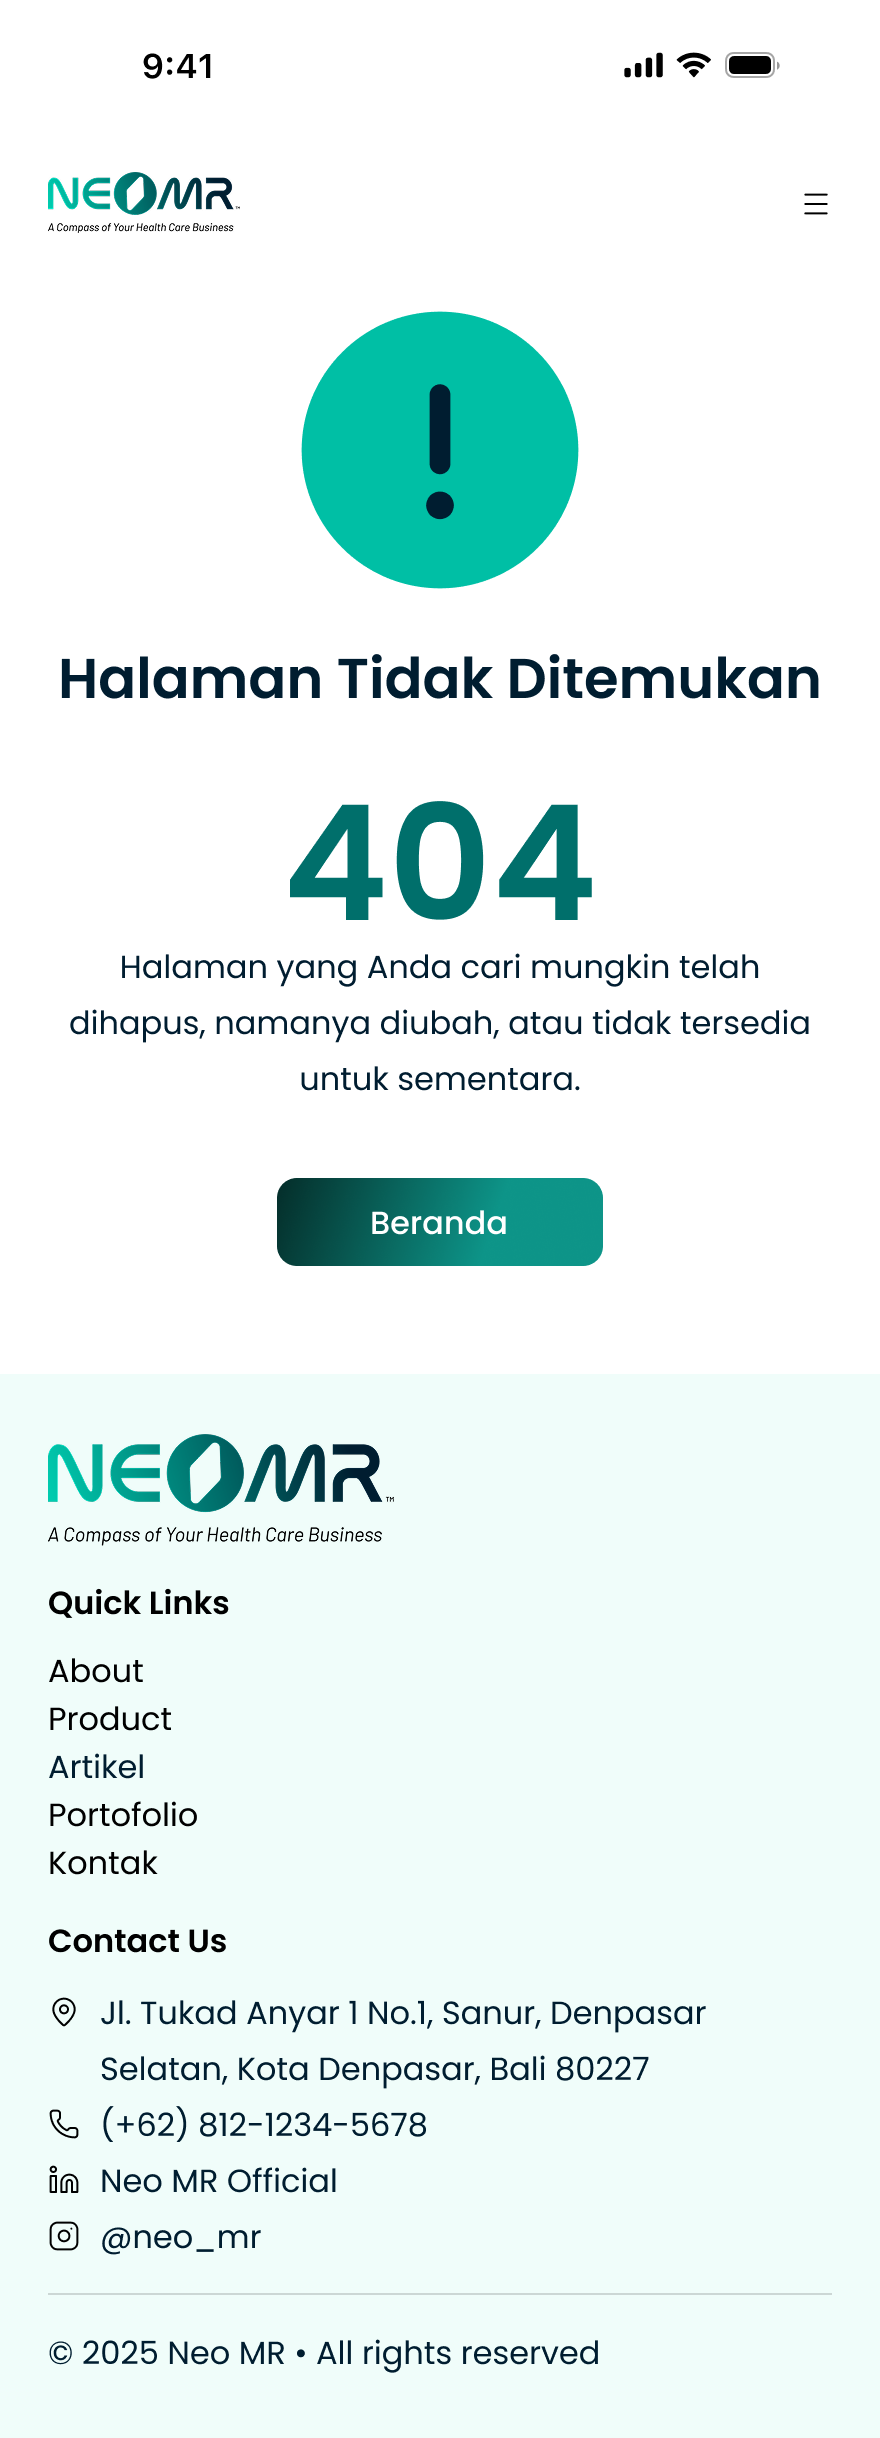 9:41
NEOMR™
A Compass of Your Health Care Business
Halaman Tidak Ditemukan
404
Halaman yang Anda cari mungkin telah
dihapus, namanya diubah, atau tidak tersedia
untuk sementara.
Beranda
NEOMR™
A Compass of Your Health Care Business
Quick Links
About
Product
Artikel
Portofolio
Kontak
Contact Us
Jl. Tukad Anyar 1 No.1, Sanur, Denpasar
Selatan, Kota Denpasar, Bali 80227
(+62) 812-1234-5678
Neo MR Official
@neo_mr
© 2025 Neo MR • All rights reserved